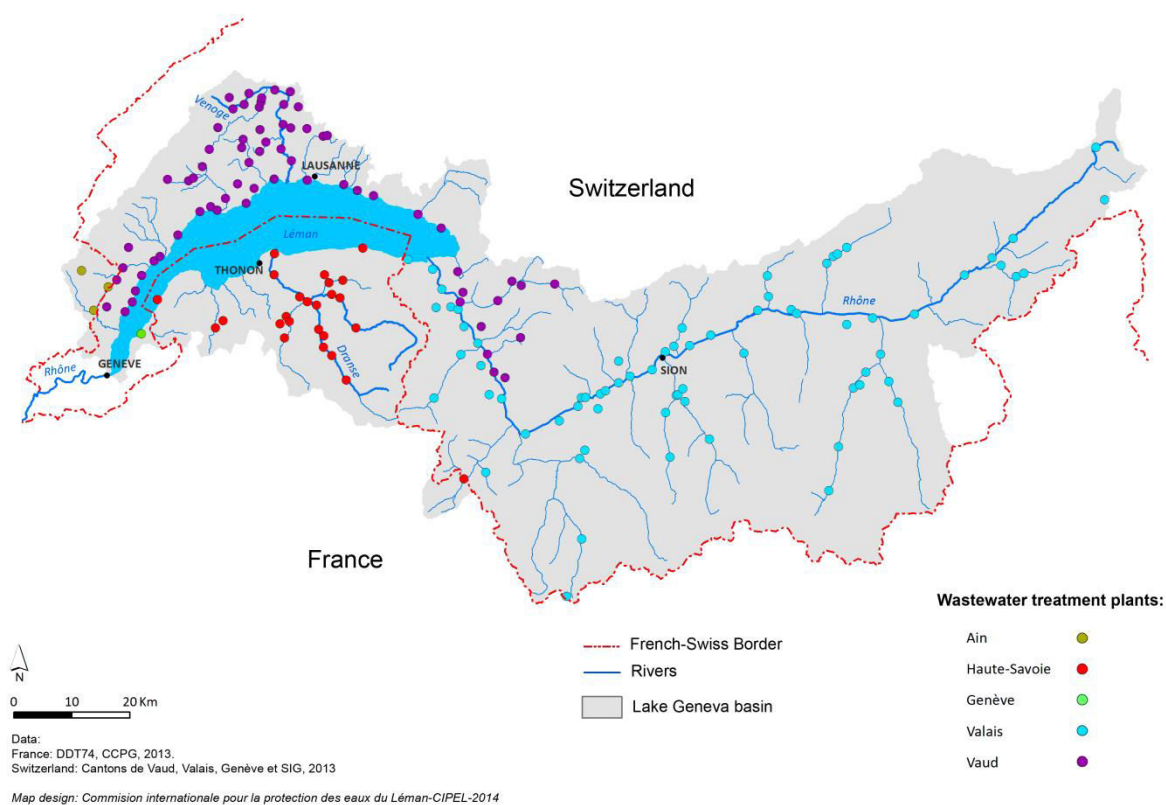 Venoge
LAUSANNE
Switzerland
Léman
THONON
Rhône
Rhône
GENEVE
Dranse
SION
France
Wastewater treatment plants:
Ain
Haute-Savoie
Genève
Valais
Vaud
French-Swiss Border
Rivers
Lake Geneva basin
N
0 10 20 Km
Data:
France: DDT74, CCPG, 2013.
Switzerland: Cantons de Vaud, Valais, Genève et SIG, 2013
Map design: Commision internationale pour la protection des eaux du Léman-CIPEL-2014